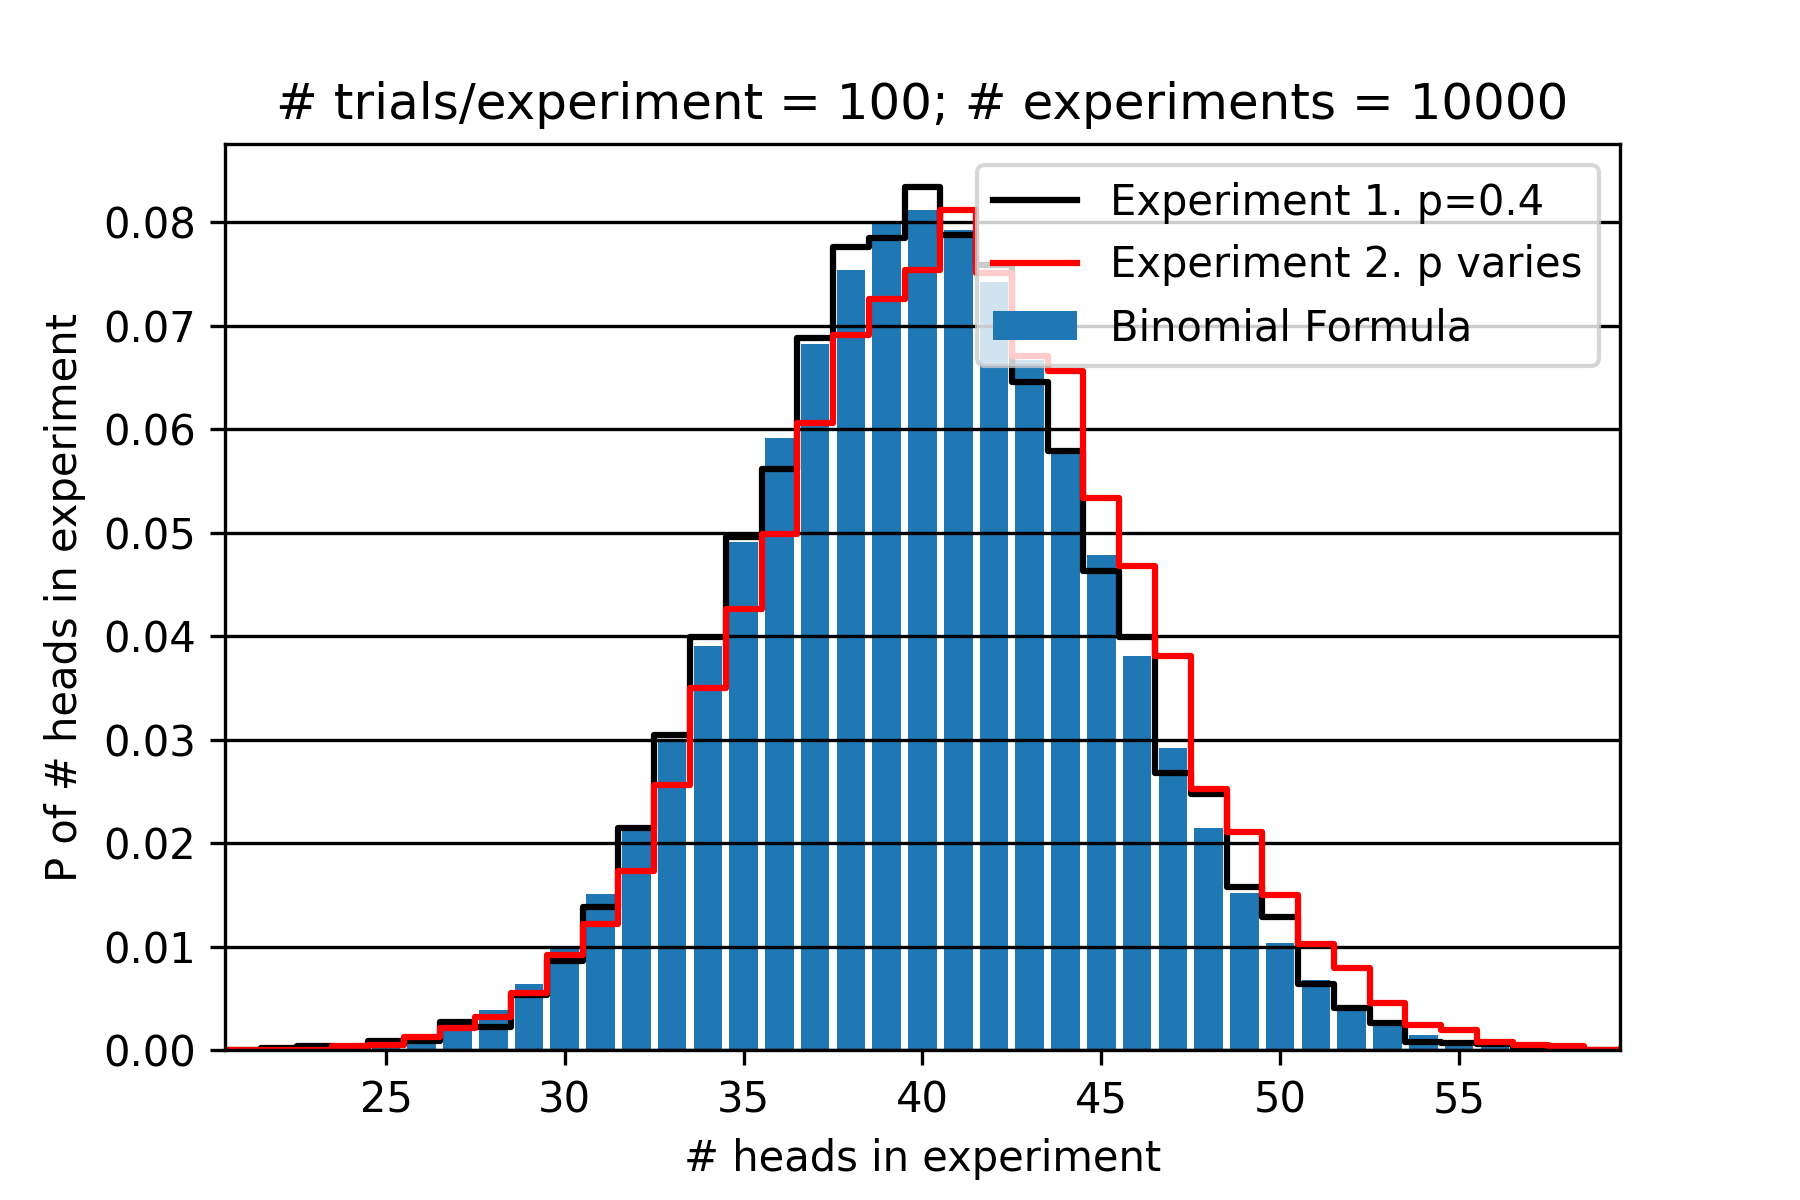 # trials/experiment = 100; # experiments = 10000
Experiment 1. p=0.4
Experiment 2. p varies
Binomial Formula
P of # heads in experiment
0.08
0.07
0.06
0.05
0.04
0.03
0.02
0.01
0.00
25 30 35 40 45 50 55
# heads in experiment